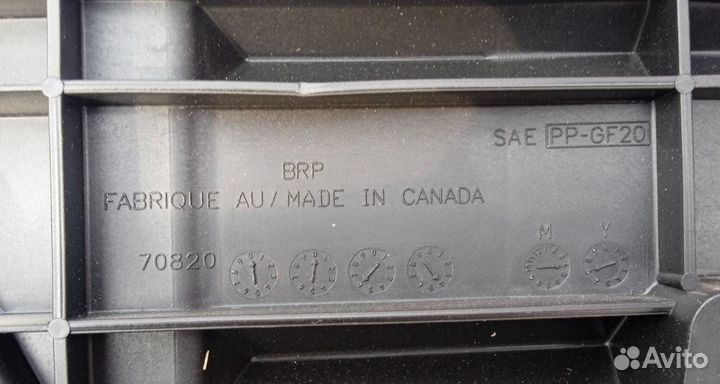 SAE PP-GF20
BRP
FABRIQUE AU/MADE IN CANADA
70820
M Y
Avito